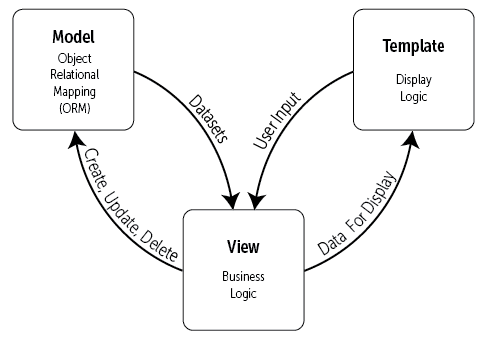 Model
Object
Relational
Mapping
(ORM)
Template
Display
Logic
Datasets
User Input
Create, Update, Delete
Data For Display
View
Business
Logic